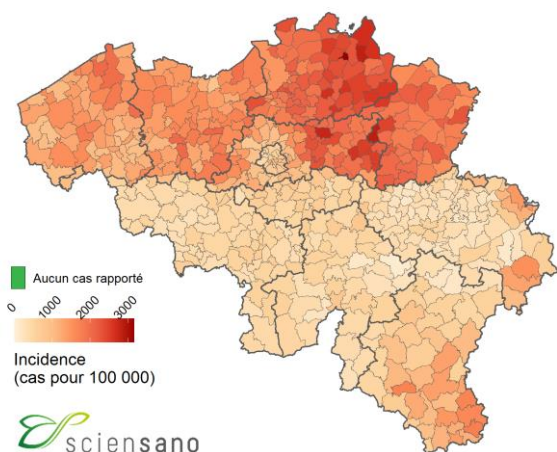 Aucun cas rapporté
0 1000 2000 3000
Incidence
(cas pour 100 000)
sciensano